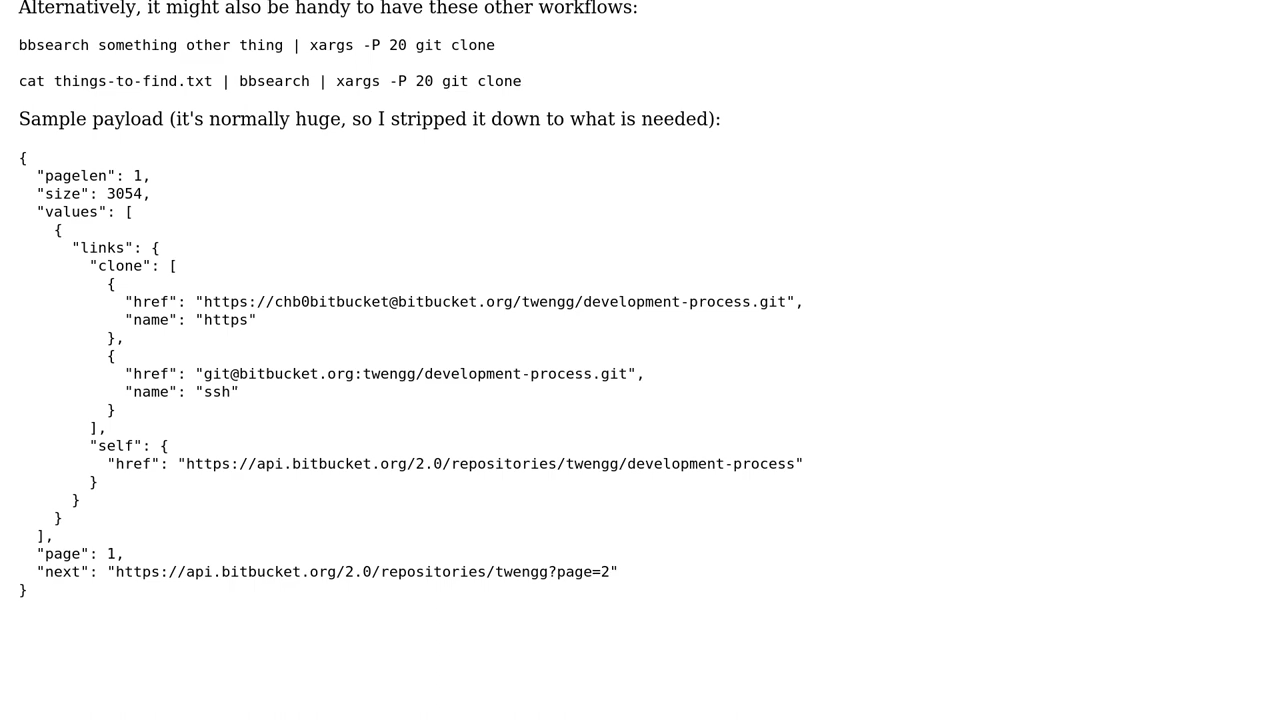 Alternatively, it might also be handy to have these other workflows:
bbsearch something other thing | xargs -P 20 git clone
cat things-to-find.txt | bbsearch | xargs -P 20 git clone
Sample payload (it's normally huge, so I stripped it down to what is needed):
{
  "pagelen": 1,
  "size": 3054,
  "values": [
    {
      "links": {
        "clone": [
          {
            "href": "https://chb0bitbucket@bitbucket.org/twengg/development-process.git",
            "name": "https"
          },
          {
            "href": "git@bitbucket.org:twengg/development-process.git",
            "name": "ssh"
          }
        ],
        "self": {
          "href": "https://api.bitbucket.org/2.0/repositories/twengg/development-process"
        }
      }
    }
  ],
  "page": 1,
  "next": "https://api.bitbucket.org/2.0/repositories/twengg?page=2"
}